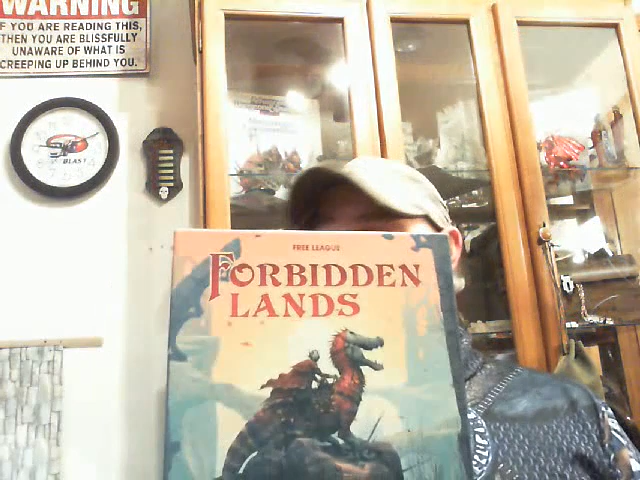 WARNING
IF YOU ARE READING THIS,
THEN YOU ARE BLISSFULLY
UNAWARE OF WHAT IS
CREEPING UP BEHIND YOU.
BLAST
FREE LEAGUE
FORBIDDEN
LANDS